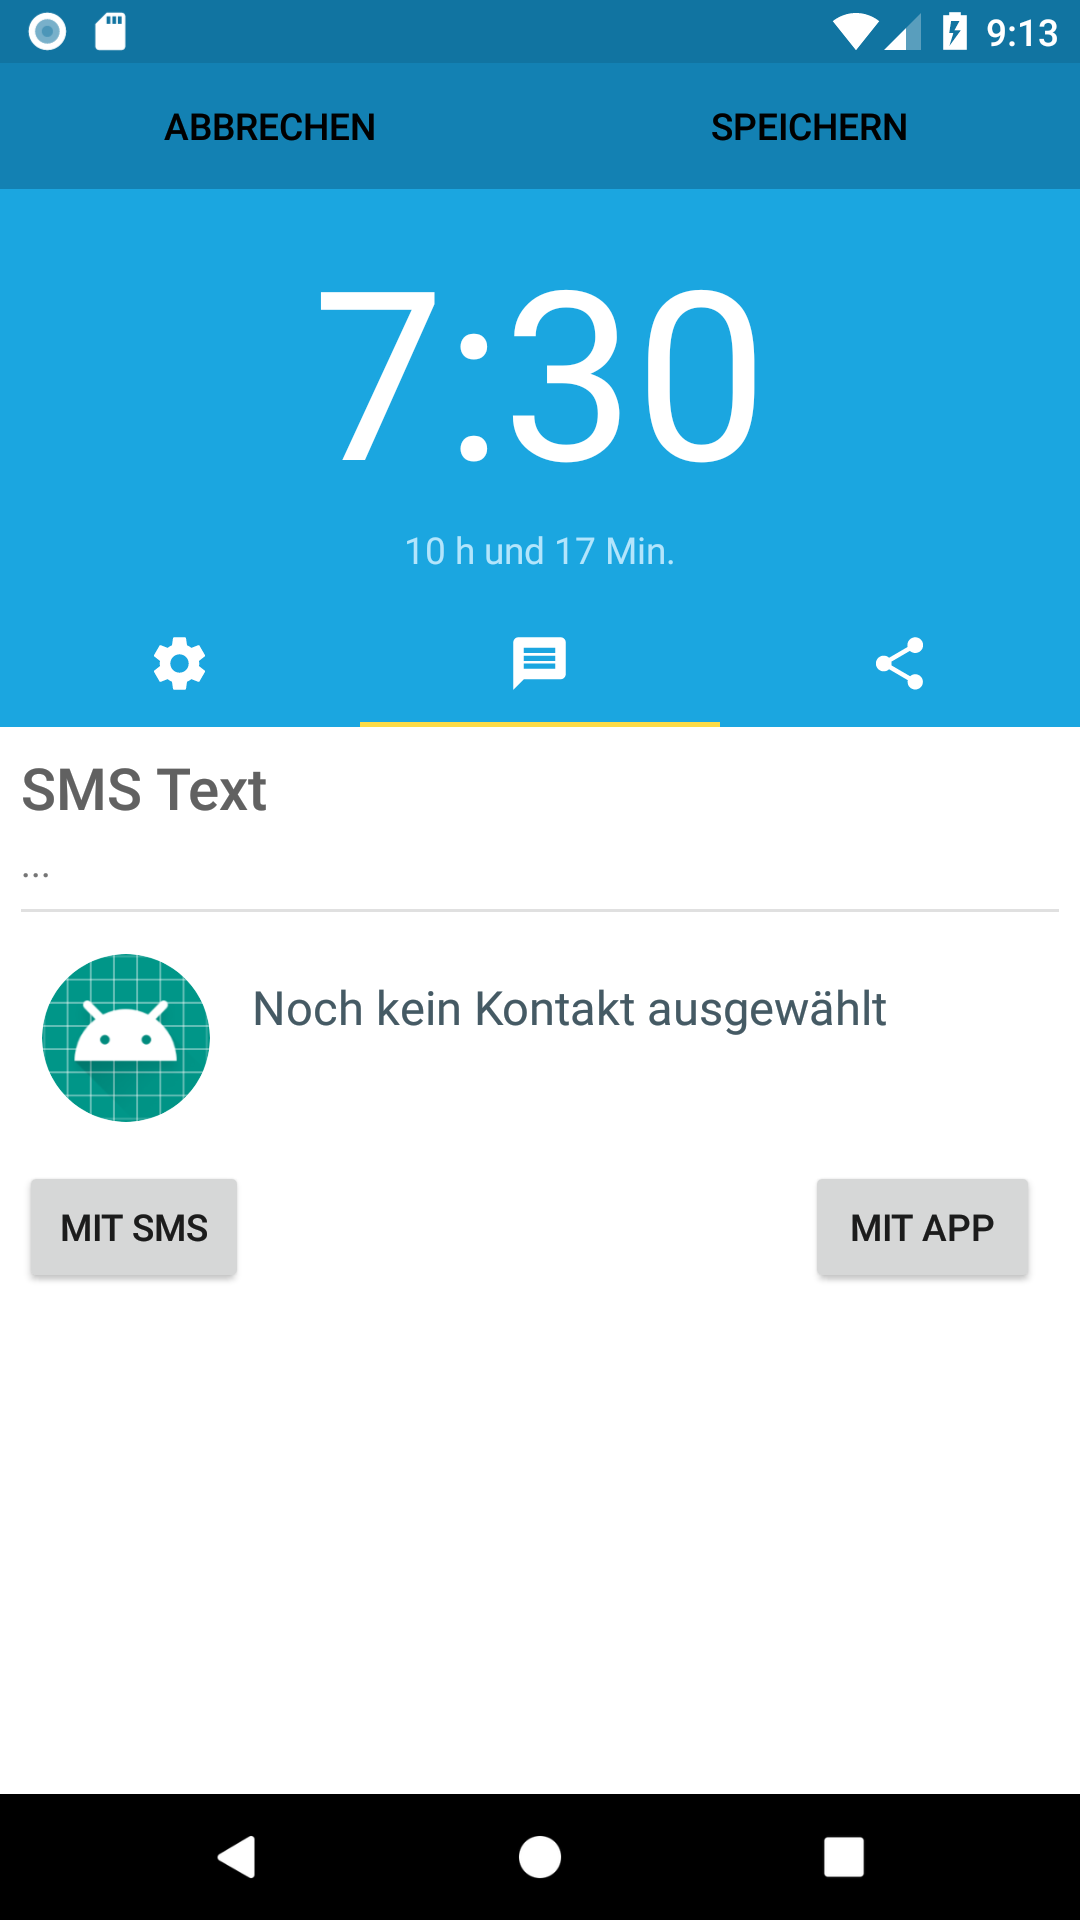 9:13
ABBRECHEN SPEICHERN
7:30
10 h und 17 Min.
SMS Text
...
Noch kein Kontakt ausgewählt
MIT SMS MIT APP